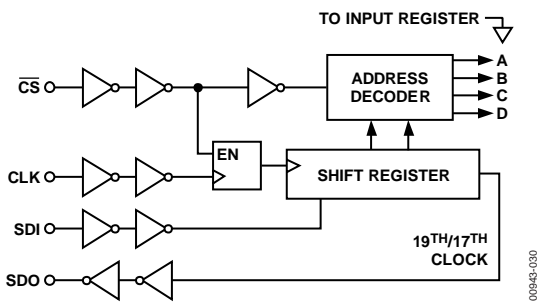 TO INPUT REGISTER
CS
ADDRESS
DECODER
A
B
C
D
EN
CLK
SHIFT REGISTER
SDI
19TH/17TH
CLOCK
SDO
00943-030